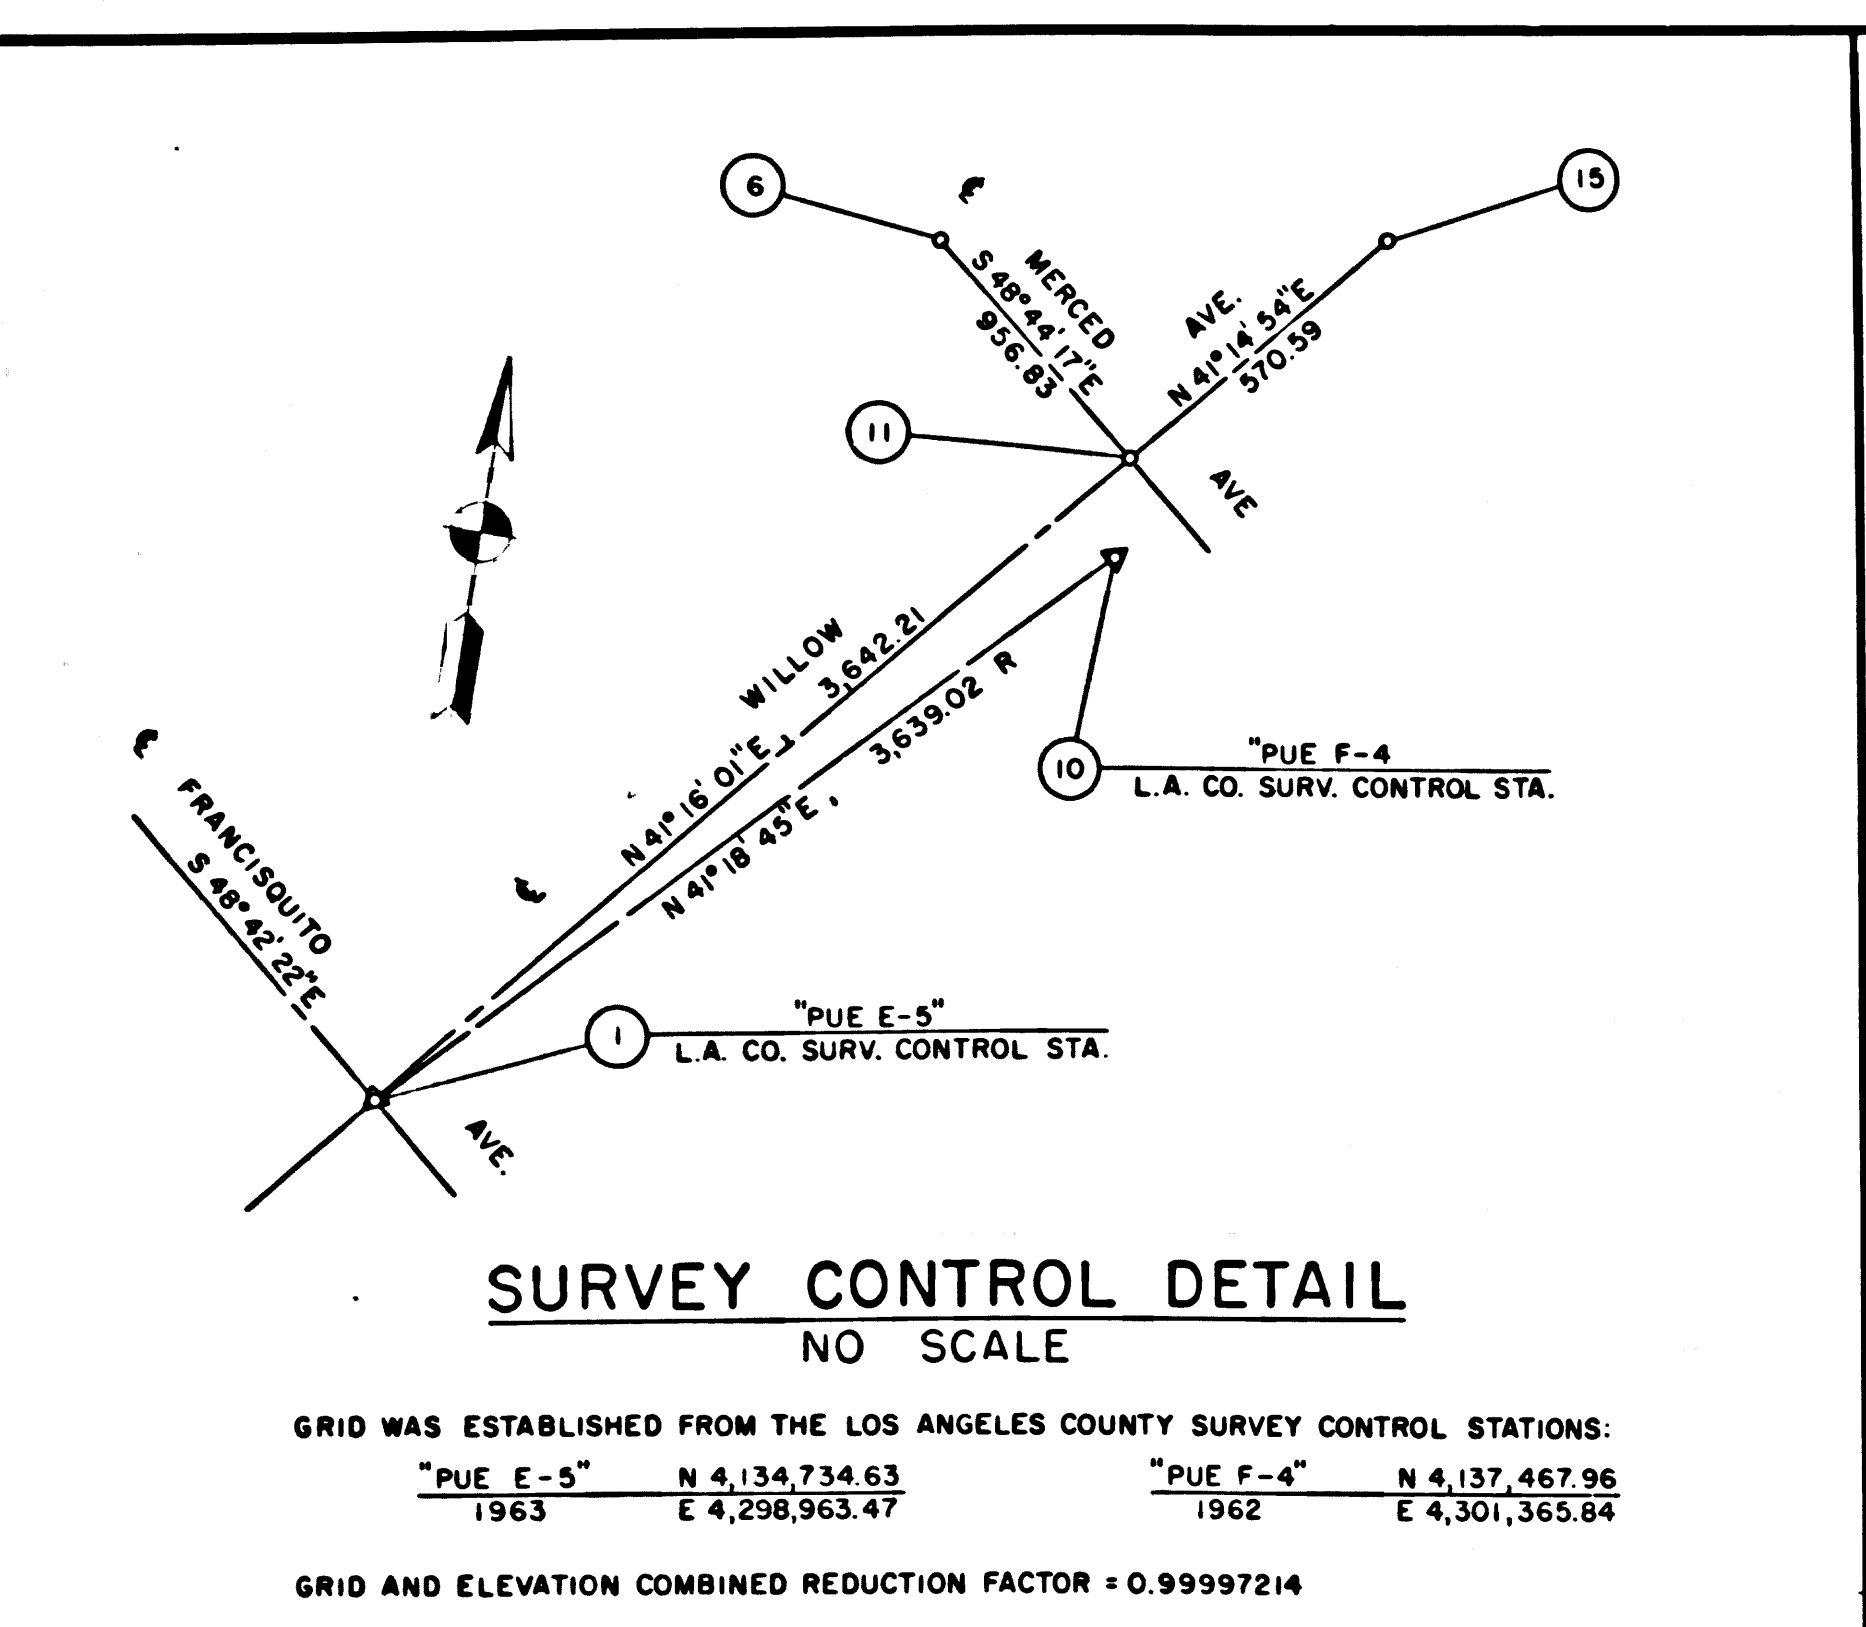 6
15
℄
MERCED
S 48° 44' 17" E
956.83
AVE.
N 41° 14' 54" E
570.59
11
AVE
WILLOW
3,642.21
N 41° 16' 01" E,
3,639.02 R
N 41° 18' 45" E,
10
"PUE F-4
L.A. CO. SURV. CONTROL STA.
℄
FRANCISQUITO
S 48° 42' 22" E
℄
1
"PUE E-5"
L.A. CO. SURV. CONTROL STA.
AVE.
SURVEY CONTROL DETAIL
NO SCALE
GRID WAS ESTABLISHED FROM THE LOS ANGELES COUNTY SURVEY CONTROL STATIONS:
"PUE E-5" N 4,134,734.63 "PUE F-4" N 4,137,467.96
1963 E 4,298,963.47 1962 E 4,301,365.84
GRID AND ELEVATION COMBINED REDUCTION FACTOR = 0.99997214